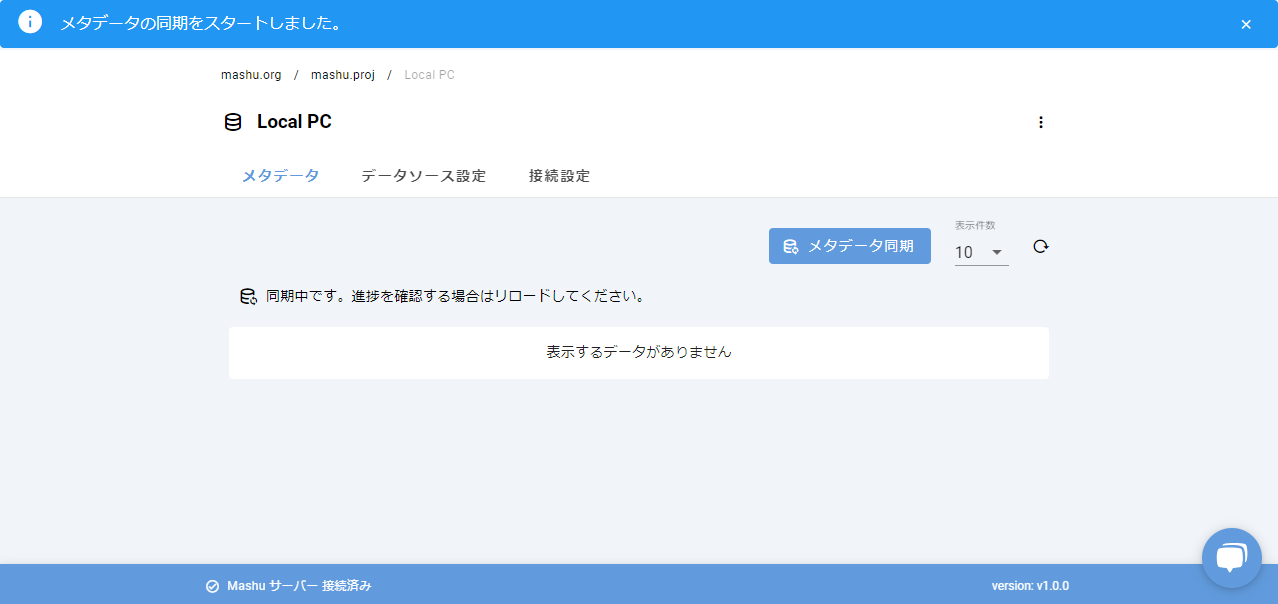 メタデータの同期をスタートしました。
mashu.org / mashu.proj / Local PC
Local PC
メタデータ データソース設定 接続設定
メタデータ同期
表示件数
10
同期中です。進捗を確認する場合はリロードしてください。
表示するデータがありません
Mashu サーバー 接続済み version: v1.0.0